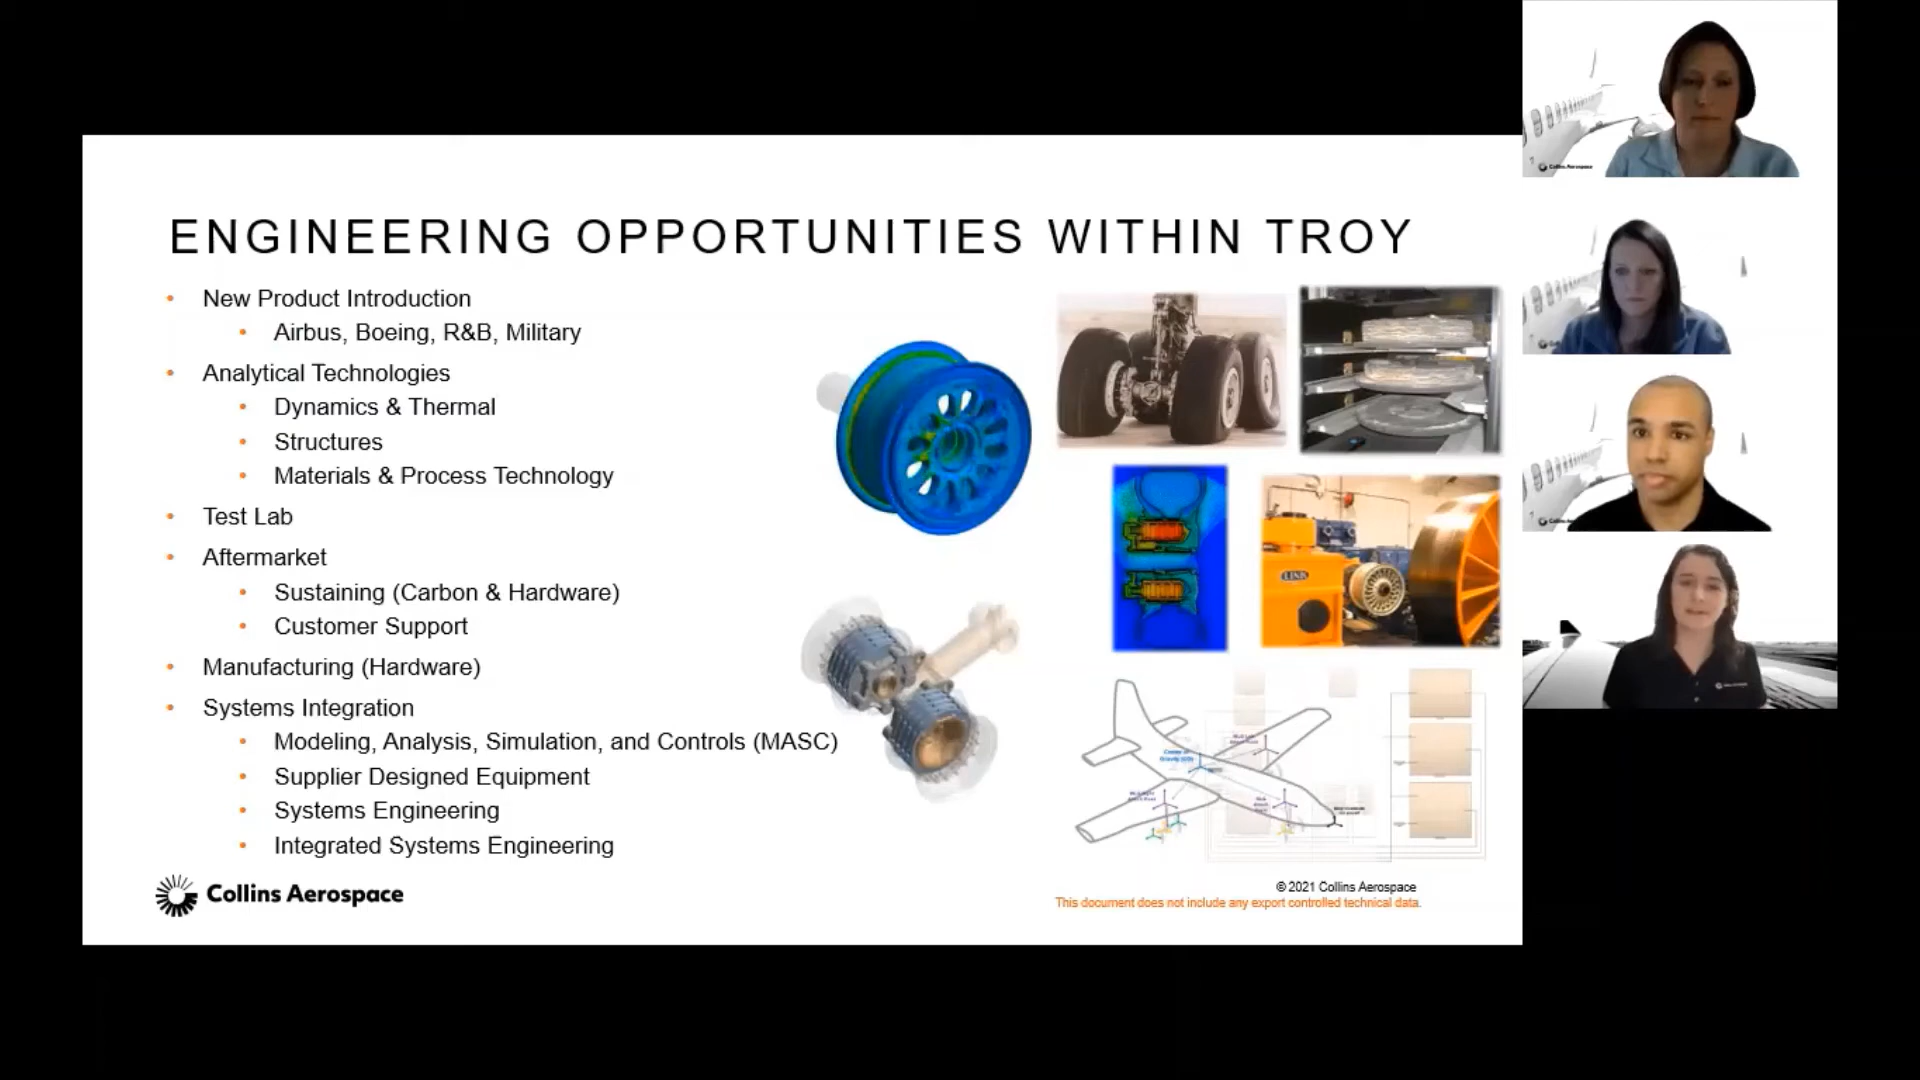 ENGINEERING OPPORTUNITIES WITHIN TROY
• New Product Introduction
• Airbus, Boeing, R&B, Military
• Analytical Technologies
• Dynamics & Thermal
• Structures
• Materials & Process Technology
• Test Lab
• Aftermarket
• Sustaining (Carbon & Hardware)
• Customer Support
• Manufacturing (Hardware)
• Systems Integration
• Modeling, Analysis, Simulation, and Controls (MASC)
• Supplier Designed Equipment
• Systems Engineering
• Integrated Systems Engineering
LINK
Collins Aerospace
© 2021 Collins Aerospace
This document does not include any export controlled technical data.
Collins Aerospace